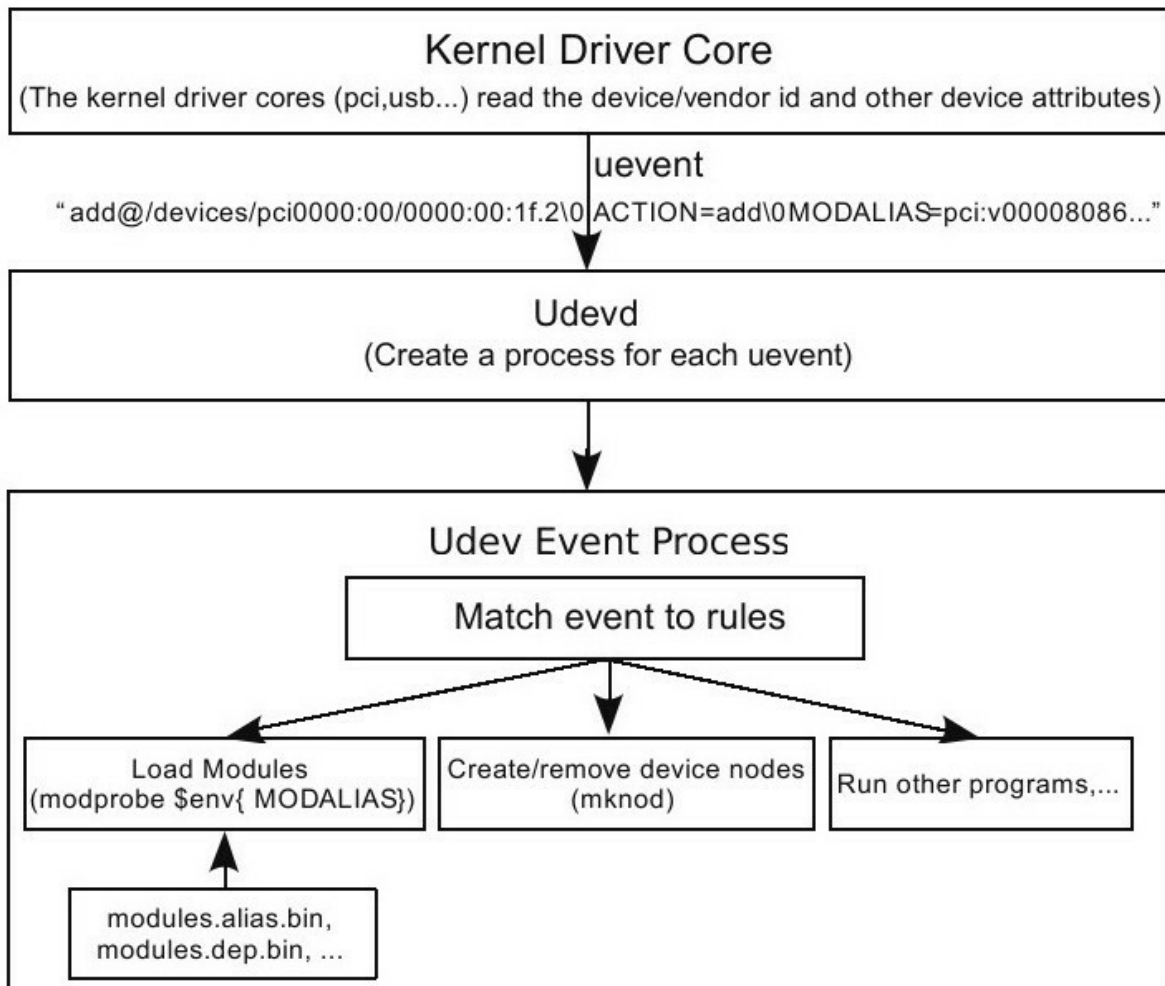 Kernel Driver Core
(The kernel driver cores (pci,usb...) read the device/vendor id and other device attributes)
uevent
“ add@/devices/pci0000:00/0000:00:1f.2\0 ACTION=add\0MODALIAS=pci:v00008086...”
Udevd
(Create a process for each uevent)
Udev Event Process
Match event to rules
Load Modules
(modprobe $env{ MODALIAS})
Create/remove device nodes
(mknod)
Run other programs,...
modules.alias.bin,
modules.dep.bin, ...